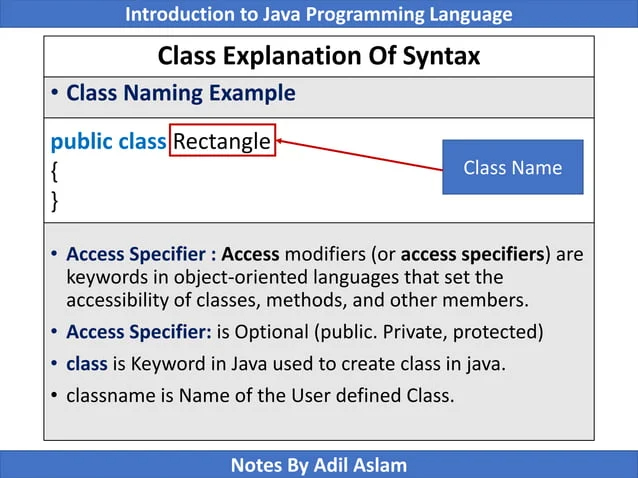 Introduction to Java Programming Language
Class Explanation Of Syntax
• Class Naming Example
public class Rectangle
{
}
Class Name
• Access Specifier : Access modifiers (or access specifiers) are
keywords in object-oriented languages that set the
accessibility of classes, methods, and other members.
• Access Specifier: is Optional (public. Private, protected)
• class is Keyword in Java used to create class in java.
• classname is Name of the User defined Class.
Notes By Adil Aslam